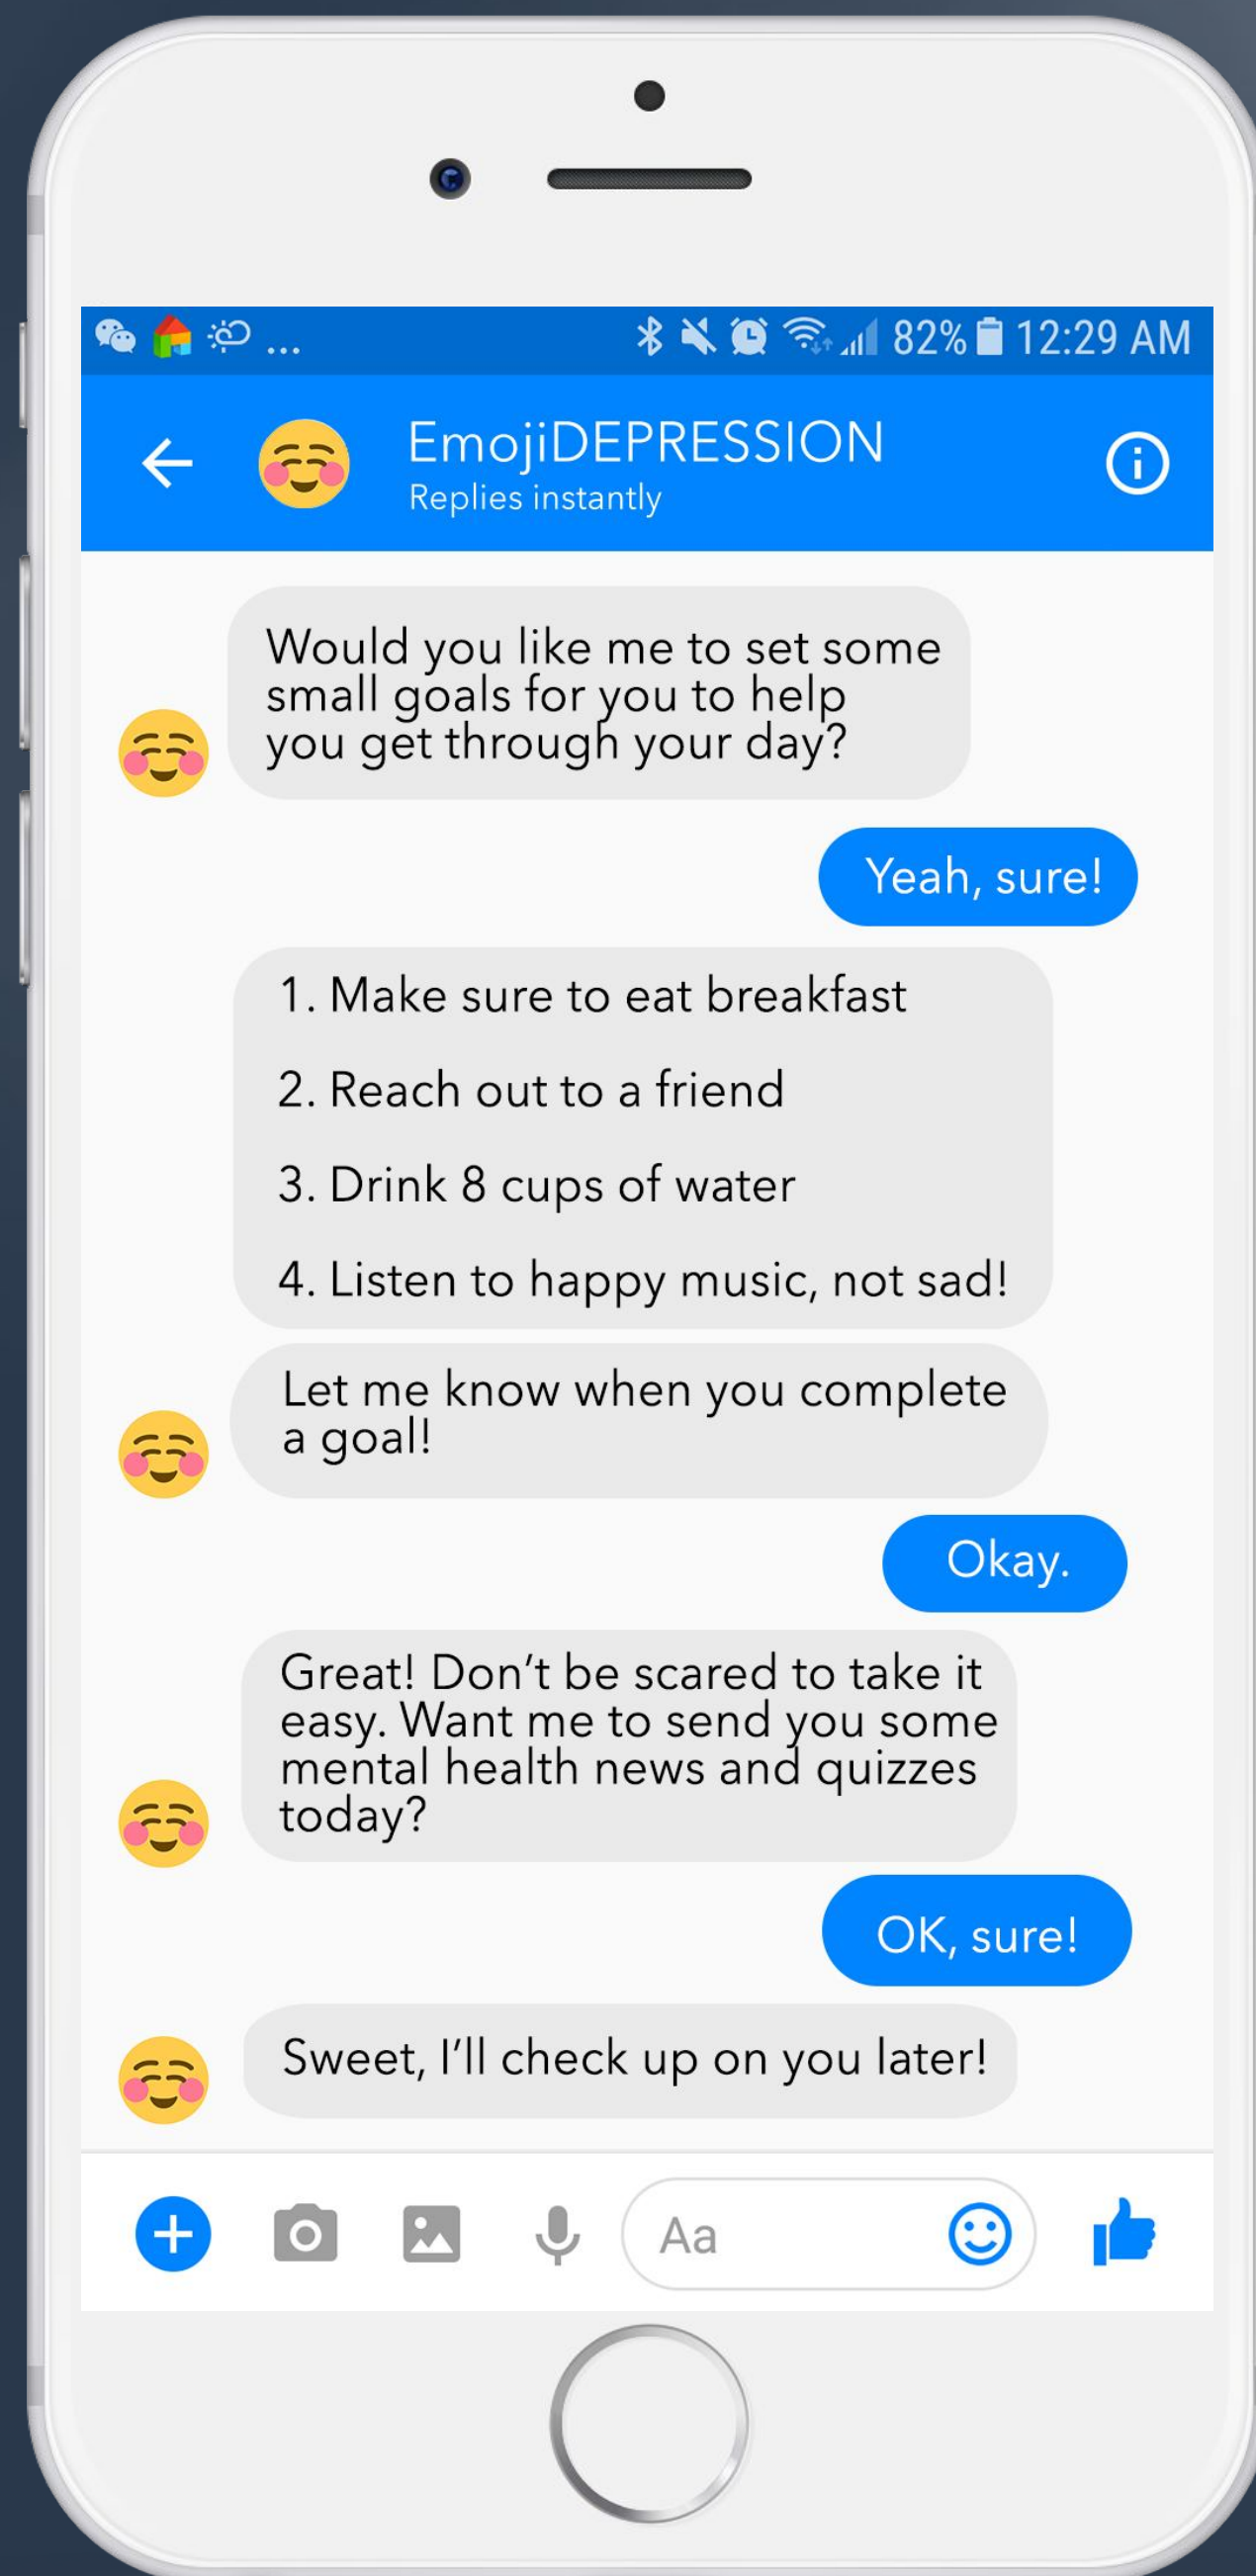 ... 82% 12:29 AM
EmojiDEPRESSION
Replies instantly
Would you like me to set some
small goals for you to help
you get through your day?
Yeah, sure!
1. Make sure to eat breakfast
2. Reach out to a friend
3. Drink 8 cups of water
4. Listen to happy music, not sad!
Let me know when you complete
a goal!
Okay.
Great! Don’t be scared to take it
easy. Want me to send you some
mental health news and quizzes
today?
OK, sure!
Sweet, I’ll check up on you later!
Aa